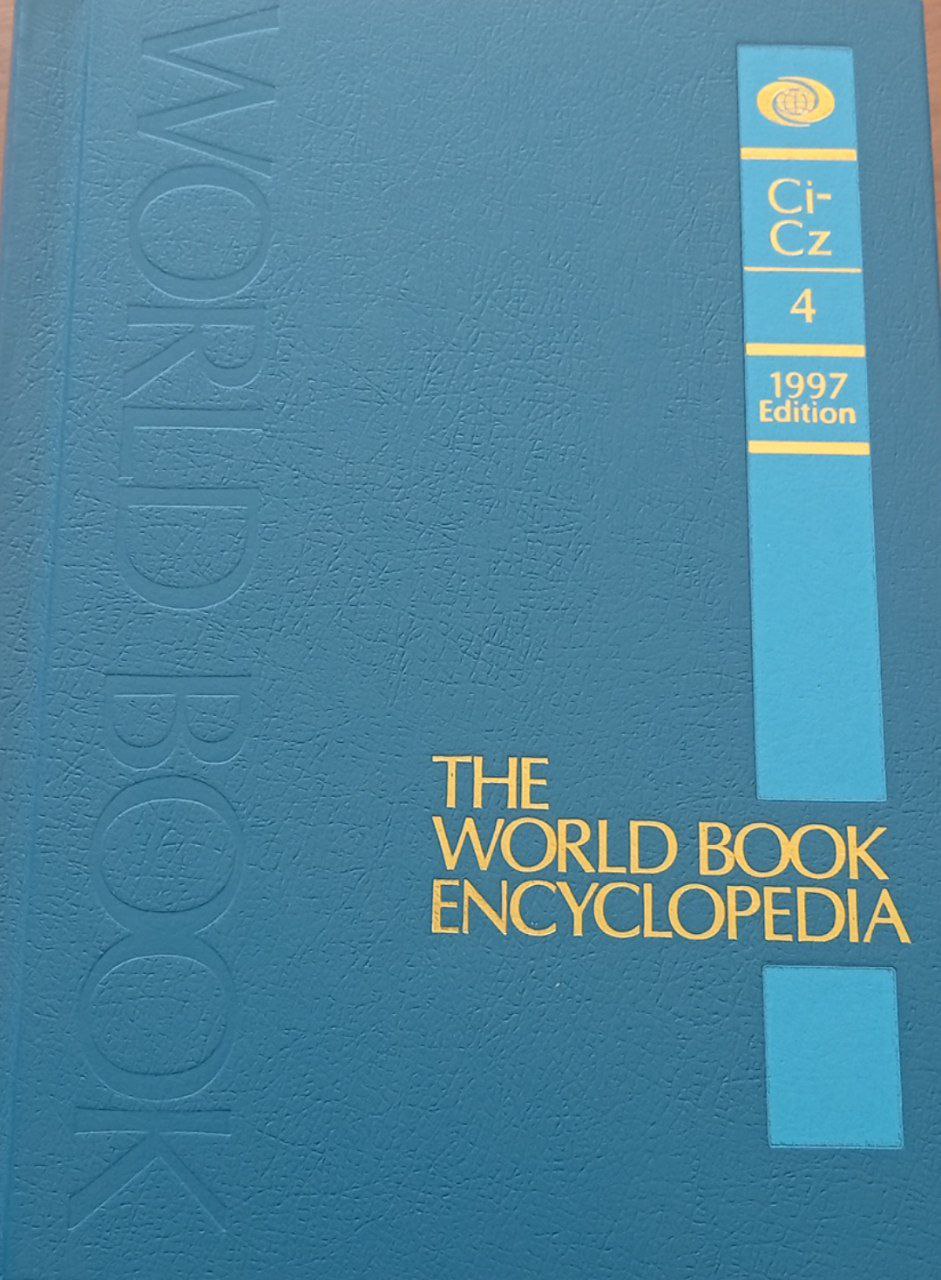 WORLD BOOK
Ci-
Cz
4
1997
Edition
THE
WORLD BOOK
ENCYCLOPEDIA